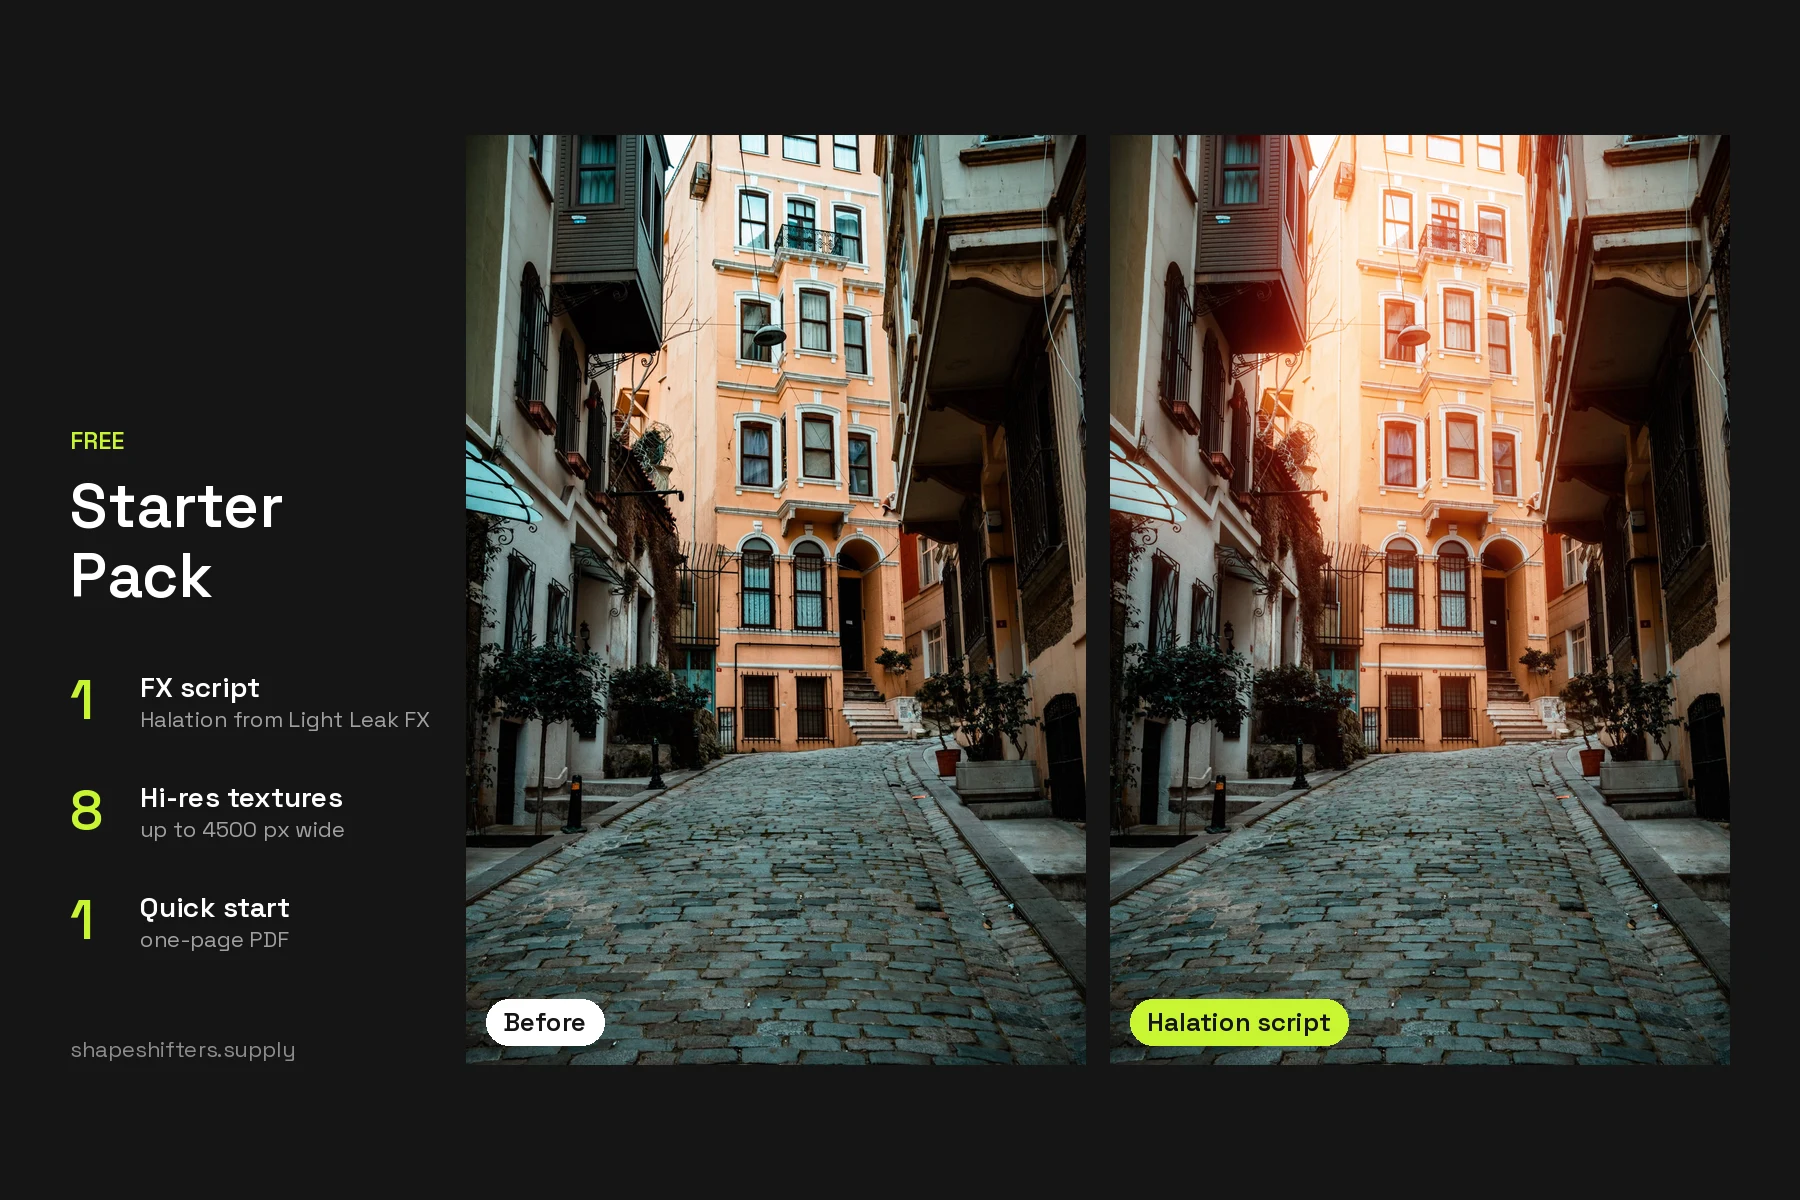 FREE
Starter
Pack
1
FX script
Halation from Light Leak FX
8
Hi-res textures
up to 4500 px wide
1
Quick start
one-page PDF
shapeshifters.supply
Before
Halation script